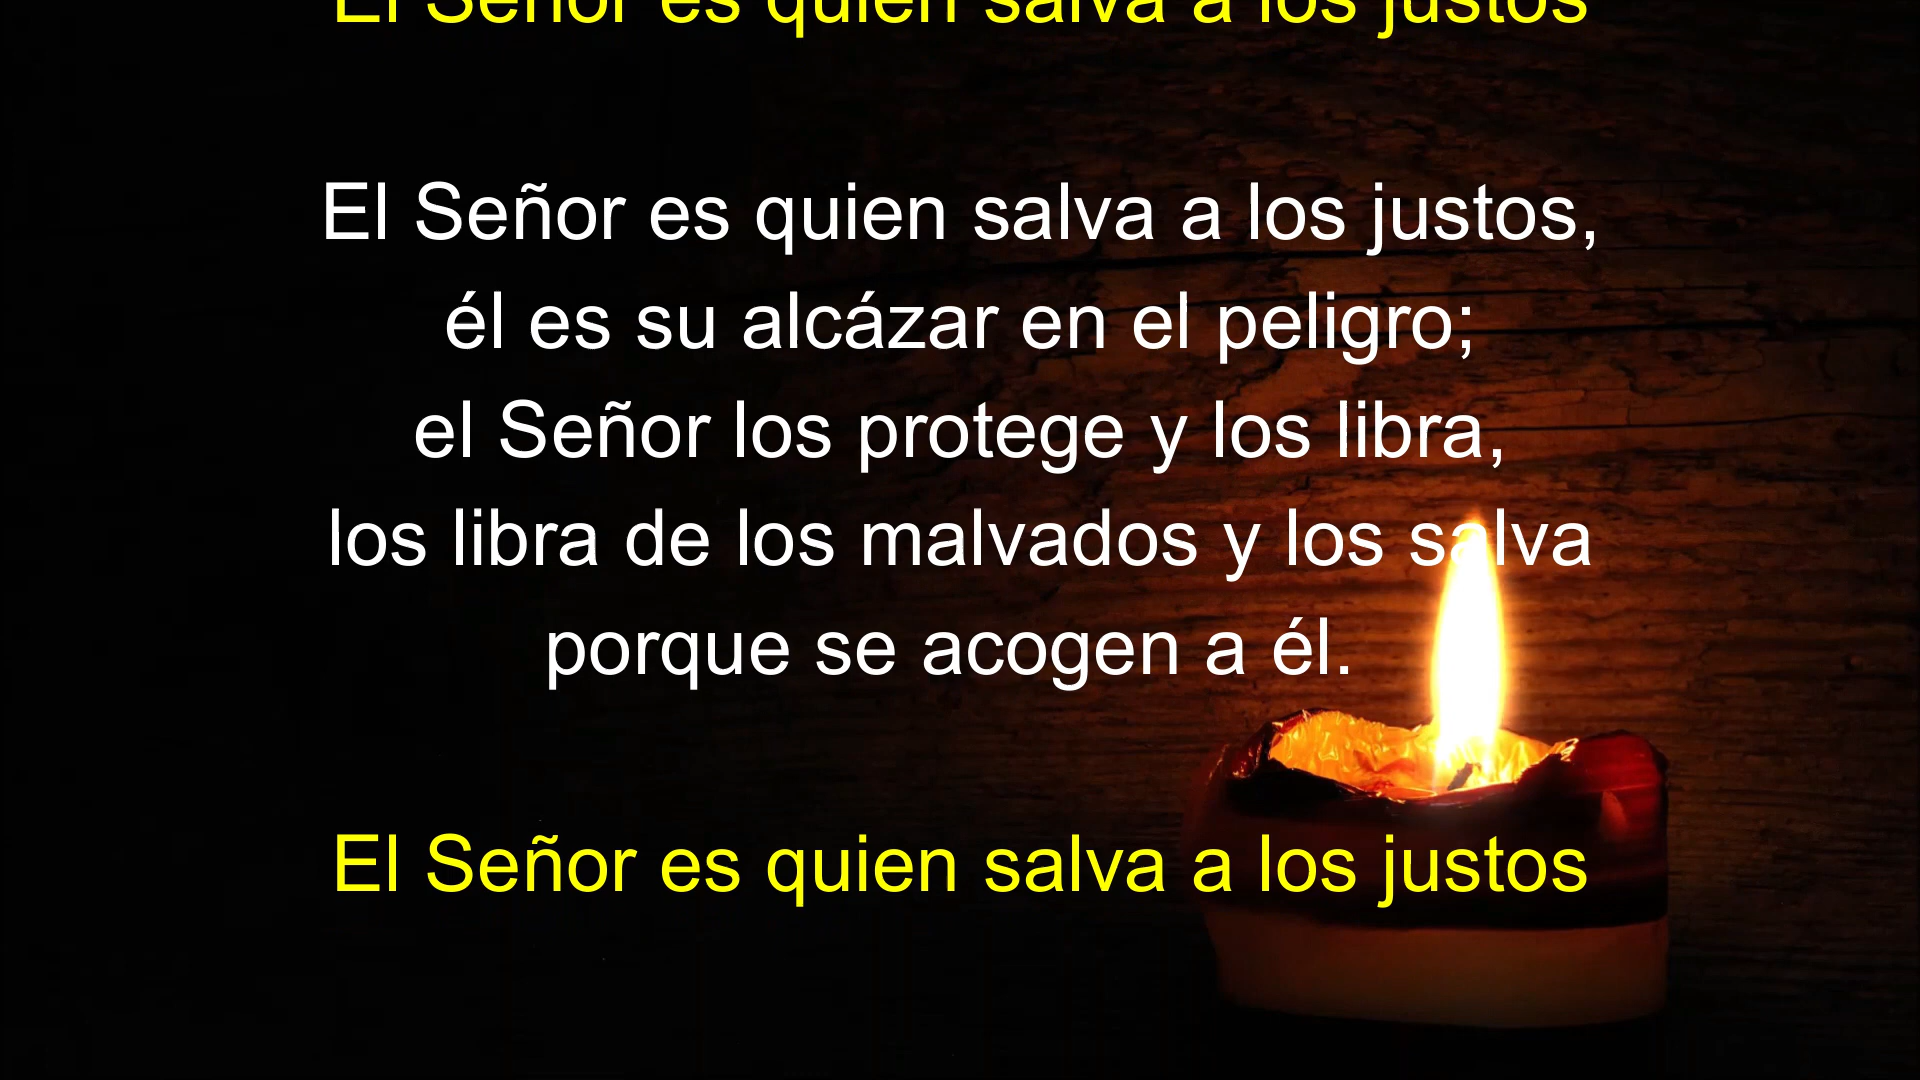 El Señor es quien salva a los justos
El Señor es quien salva a los justos,
él es su alcázar en el peligro;
el Señor los protege y los libra,
los libra de los malvados y los salva
porque se acogen a él.
El Señor es quien salva a los justos